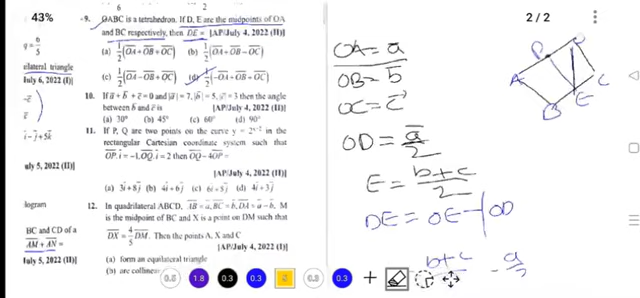 43%
2 / 2
6
2
9. OABC is a tetrahedron. If D, E are the midpoints of OA
and BC respectively, then DE = [AP/July 4, 2022 (II)]
(a) 1/2(OA+OB+OC) (b) 1/2(OA+OB−OC)
(c) 1/2(OA−OB+OC) (d) 1/2(−OA+OB+OC)
10. If a + b + c = 0 and |a| = 7, |b| = 5, |c| = 3 then the angle
between b and c is [AP/July 4, 2022 (II)]
(a) 30° (b) 45° (c) 60° (d) 90°
11. If P, Q are two points on the curve y = 2ˣ⁺² in the
rectangular Cartesian coordinate system such that
OP.i = −1, OQ.i = 2 then OQ − 4OP =
[AP/July 4, 2022 (II)]
(a) 3i+8j (b) 4i+6j (c) 6i+5j (d) 4i+3j
12. In quadrilateral ABCD, AB = a, BC = b, DA = a − b, M
is the midpoint of BC and X is a point on DM such that
DX = 4/5 DM. Then the points A, X and C
[AP/July 4, 2022 (II)]
(a) form an equilateral triangle
(b) are collinear
q = 6/5
ilateral triangle
July 6, 2022 (I)]
−c
c
i − j + 5k
uly 5, 2022 (II)]
logram
BC and CD of a
AM + AN =
July 5, 2022 (II)]
OA = a
OB = b
OC = c
OD = a/2
E = b+c/2
DE = OE − OD
b+c − a/2
A
B
C
D
E
0.8
1.8
0.3
0.3
0.8
0.3